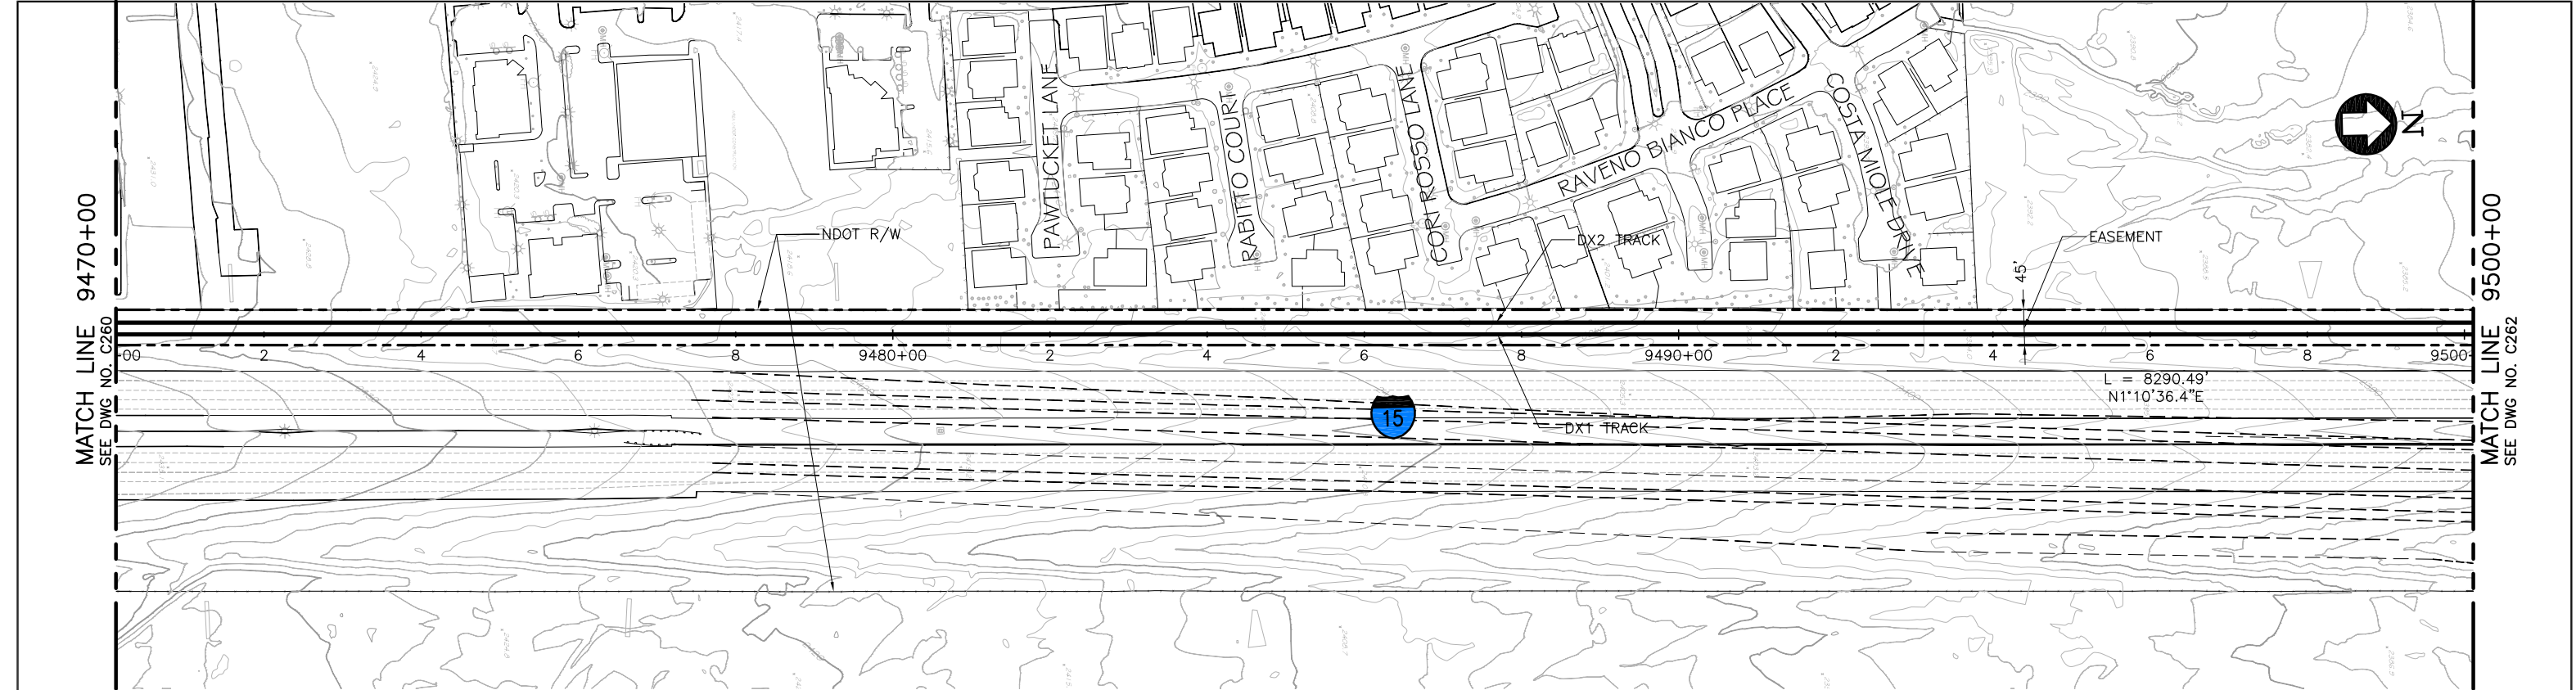 PAWTUCKET LANE
RABITO COURT
CORI ROSSO LANE
RAVENO BIANCO PLACE
COSTA MIOLE DRIVE
N
NDOT R/W
DX2 TRACK
45'
EASEMENT
MATCH LINE 9470+00
SEE DWG NO. C260
MATCH LINE 9500+00
SEE DWG NO. C262
+00 2 4 6 8 9480+00 2 4 6 8 9490+00 2 4 6 8 9500+
L = 8290.49'
N1°10'36.4"E
15
DX1 TRACK